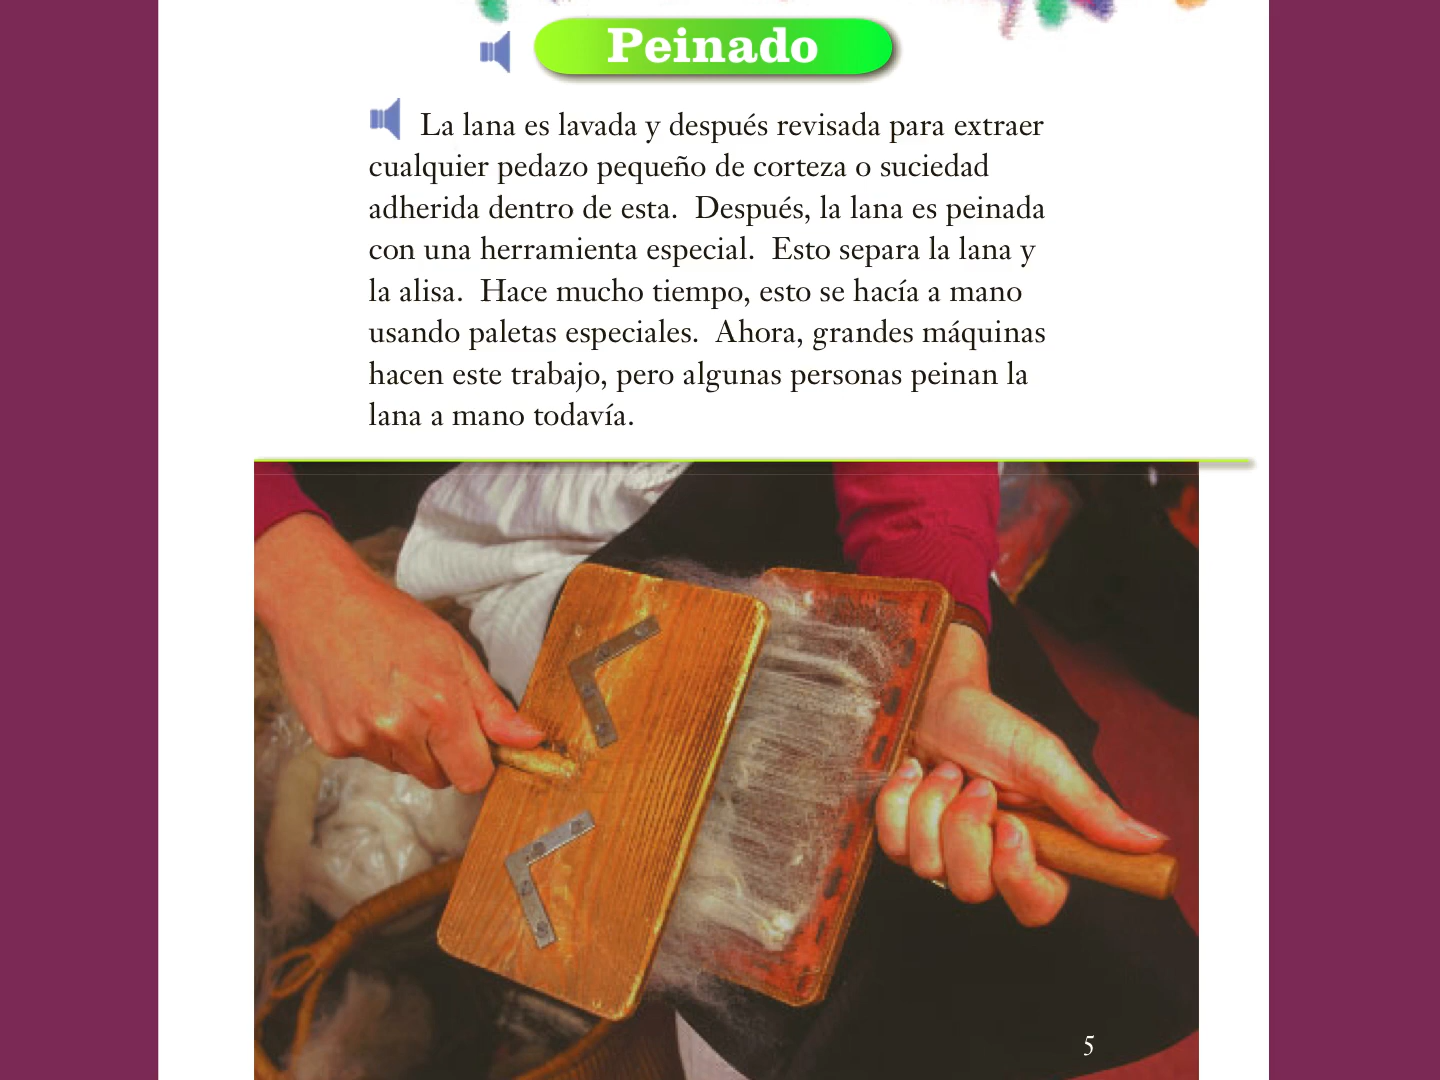 Peinado
La lana es lavada y después revisada para extraer
cualquier pedazo pequeño de corteza o suciedad
adherida dentro de esta. Después, la lana es peinada
con una herramienta especial. Esto separa la lana y
la alisa. Hace mucho tiempo, esto se hacía a mano
usando paletas especiales. Ahora, grandes máquinas
hacen este trabajo, pero algunas personas peinan la
lana a mano todavía.
5